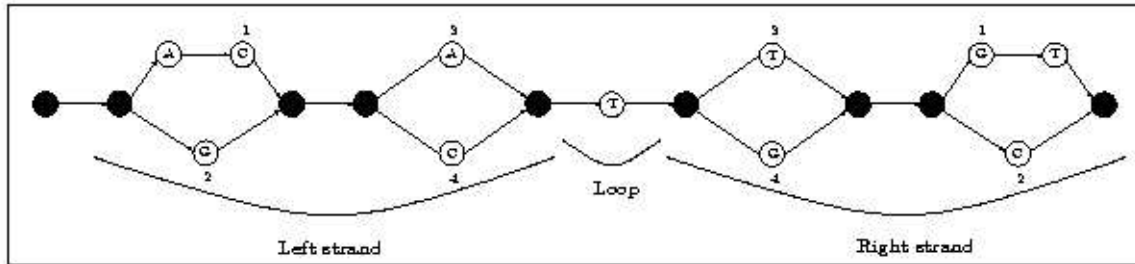 1 3 3 1
A C A T G T
T
G C G C
2 4 4 2
Loop
Left strand Right strand